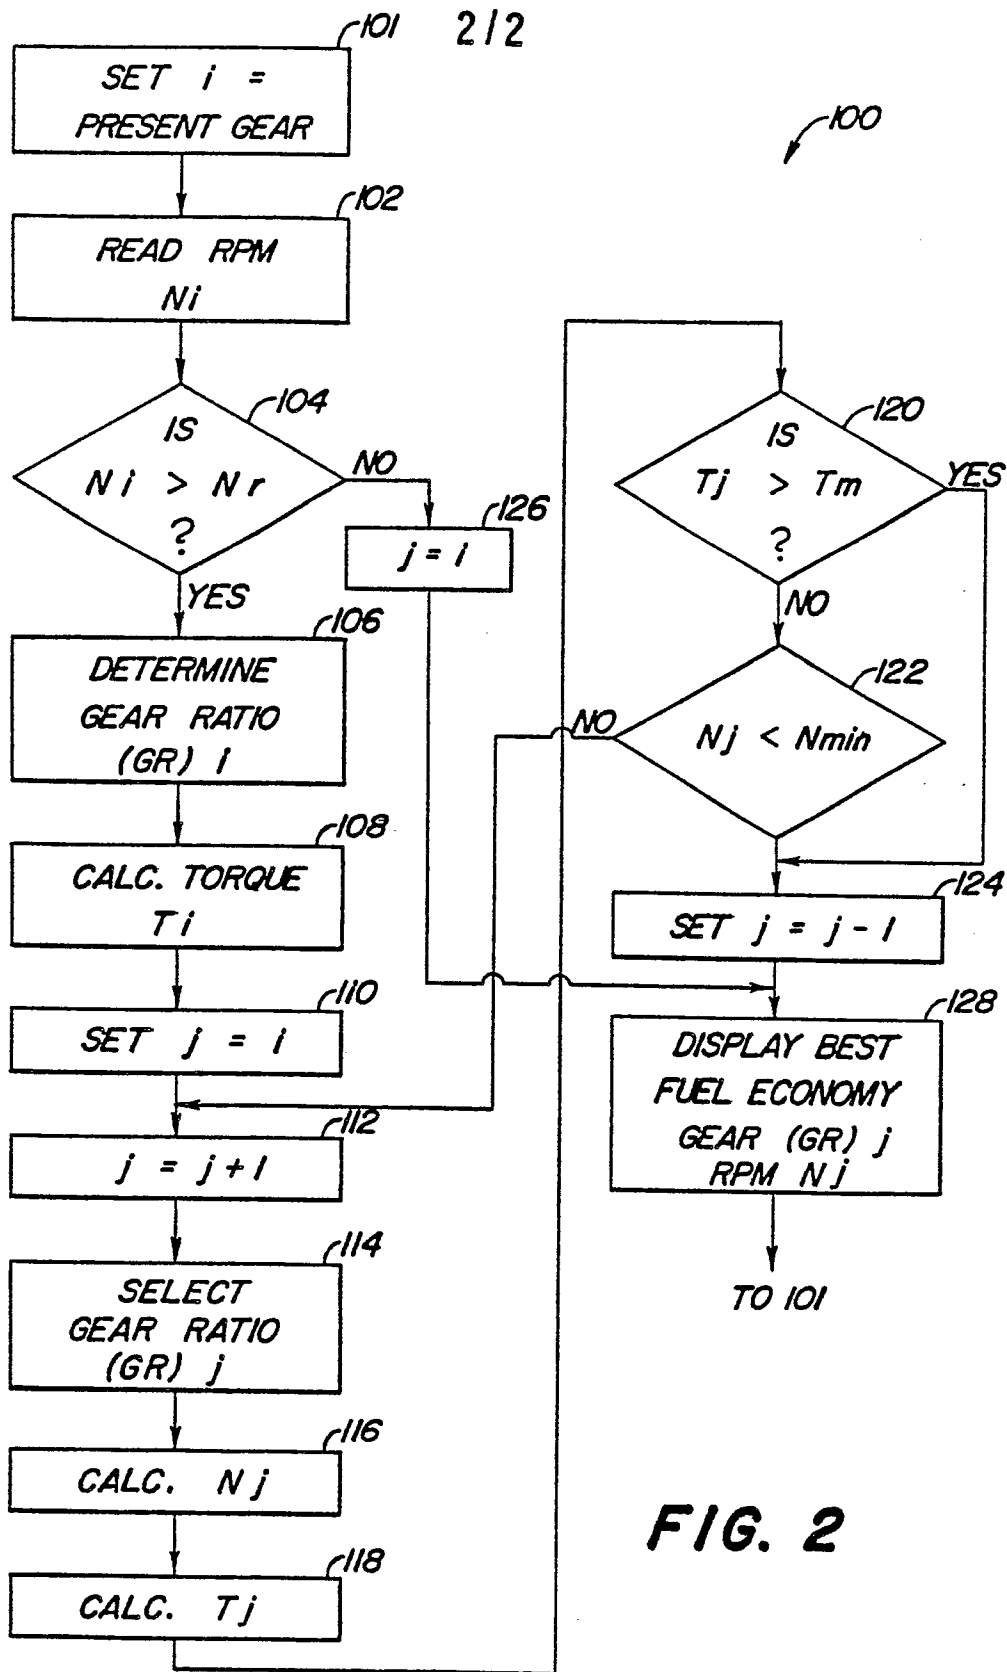 2/2
101
SET i =
PRESENT GEAR
100
102
READ RPM
Ni
104
IS
Ni > Nr
?
NO
YES
126
j = i
106
DETERMINE
GEAR RATIO
(GR) i
108
CALC. TORQUE
Ti
110
SET j = i
112
j = j + 1
114
SELECT
GEAR RATIO
(GR) j
116
CALC. Nj
118
CALC. Tj
120
IS
Tj > Tm
?
YES
NO
122
Nj < Nmin
NO
124
SET j = j - 1
128
DISPLAY BEST
FUEL ECONOMY
GEAR (GR) j
RPM Nj
TO 101
FIG. 2